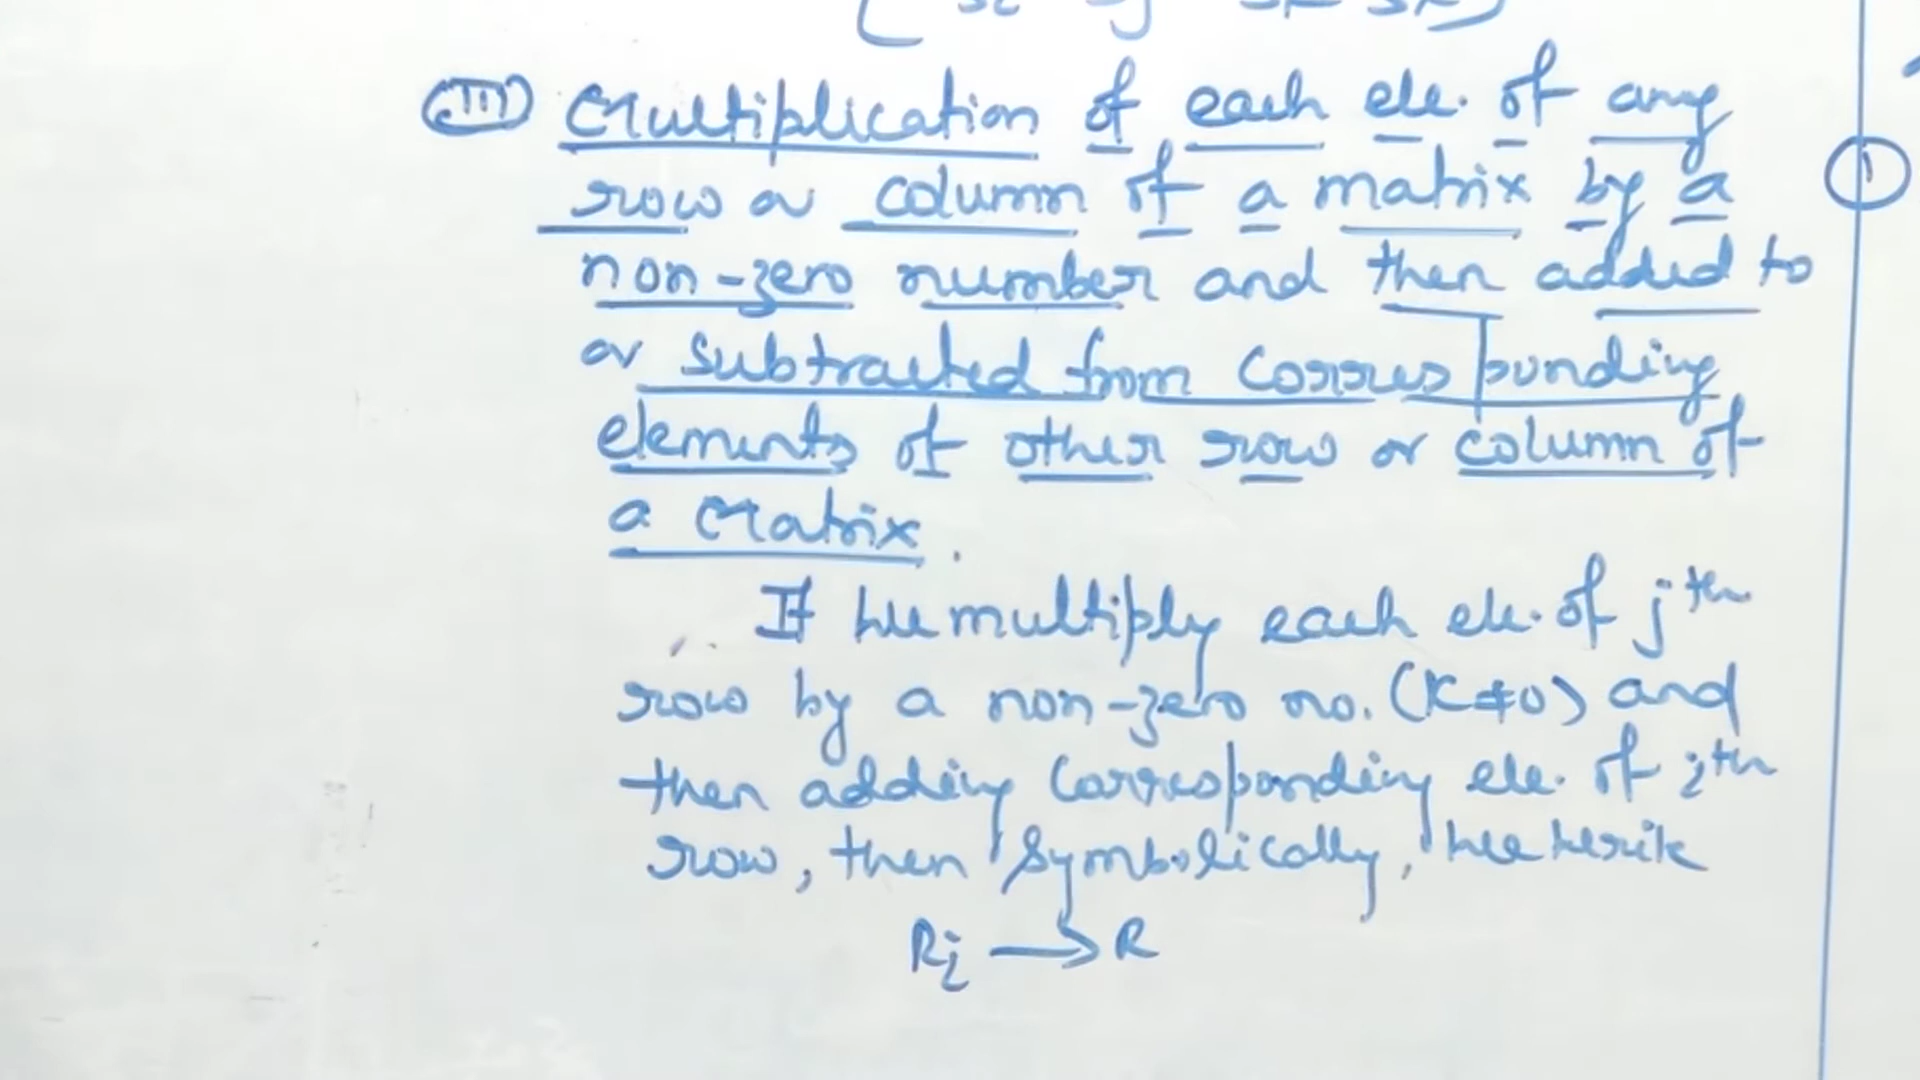 (III) Multiplication of each ele. of any
row or column of a matrix by a
non-zero number and then added to
or subtracted from corresponding
elements of other row or column of
a Matrix.
If we multiply each ele. of jth
row by a non-zero no. (K≠0) and
then adding corresponding ele. of ith
row, then symbolically, we write
Ri → R
1